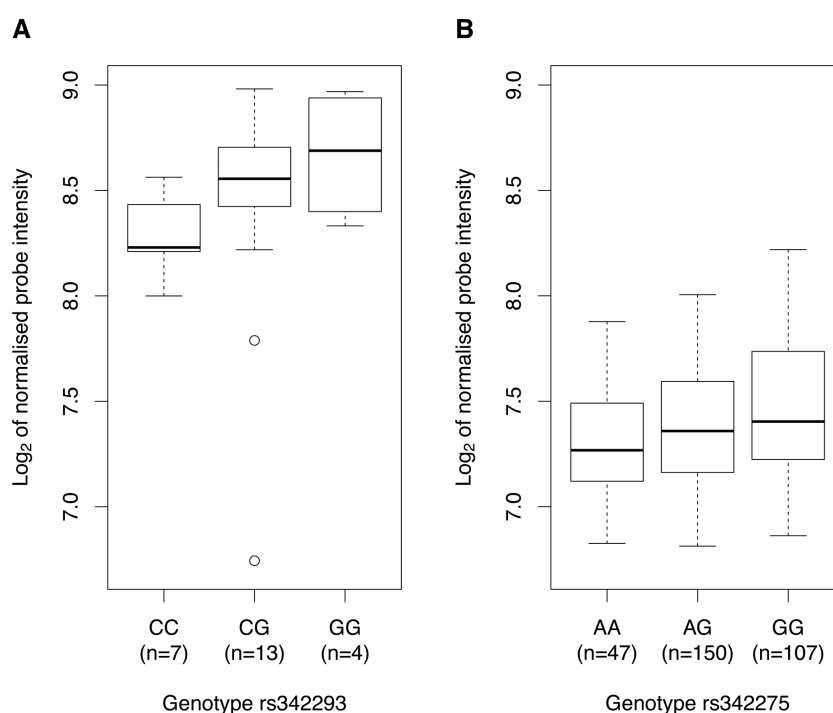 A
Log2 of normalised probe intensity
9.0
8.5
8.0
7.5
7.0
CC CG GG
(n=7) (n=13) (n=4)
Genotype rs342293
B
Log2 of normalised probe intensity
9.0
8.5
8.0
7.5
7.0
AA AG GG
(n=47) (n=150) (n=107)
Genotype rs342275